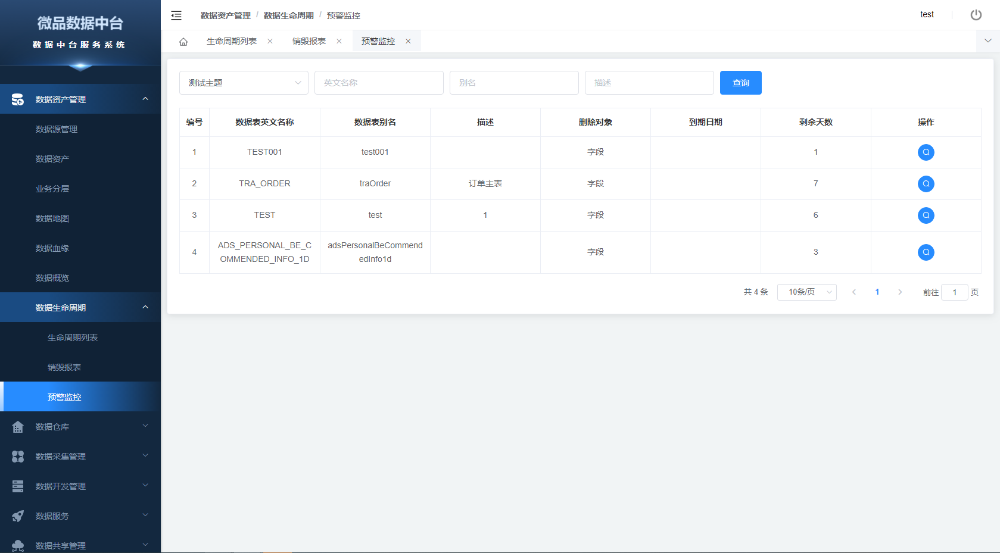 微品数据中台
数据中台服务系统
数据资产管理
数据源管理
数据资产
业务分层
数据地图
数据血缘
数据概览
数据生命周期
生命周期列表
销毁报表
预警监控
数据仓库
数据采集管理
数据开发管理
数据服务
数据共享管理
数据资产管理 / 数据生命周期 / 预警监控
test
生命周期列表 销毁报表 预警监控
测试主题 英文名称 别名 描述 查询
编号 数据表英文名称 数据表别名 描述 删除对象 到期日期 剩余天数 操作
1 TEST001 test001 字段 1
2 TRA_ORDER traOrder 订单主表 字段 7
3 TEST test 1 字段 6
4 ADS_PERSONAL_BE_C adsPersonalBeCommend 字段 3
OMMENDED_INFO_1D edInfo1d
共 4 条 10条/页 1 前往 1 页